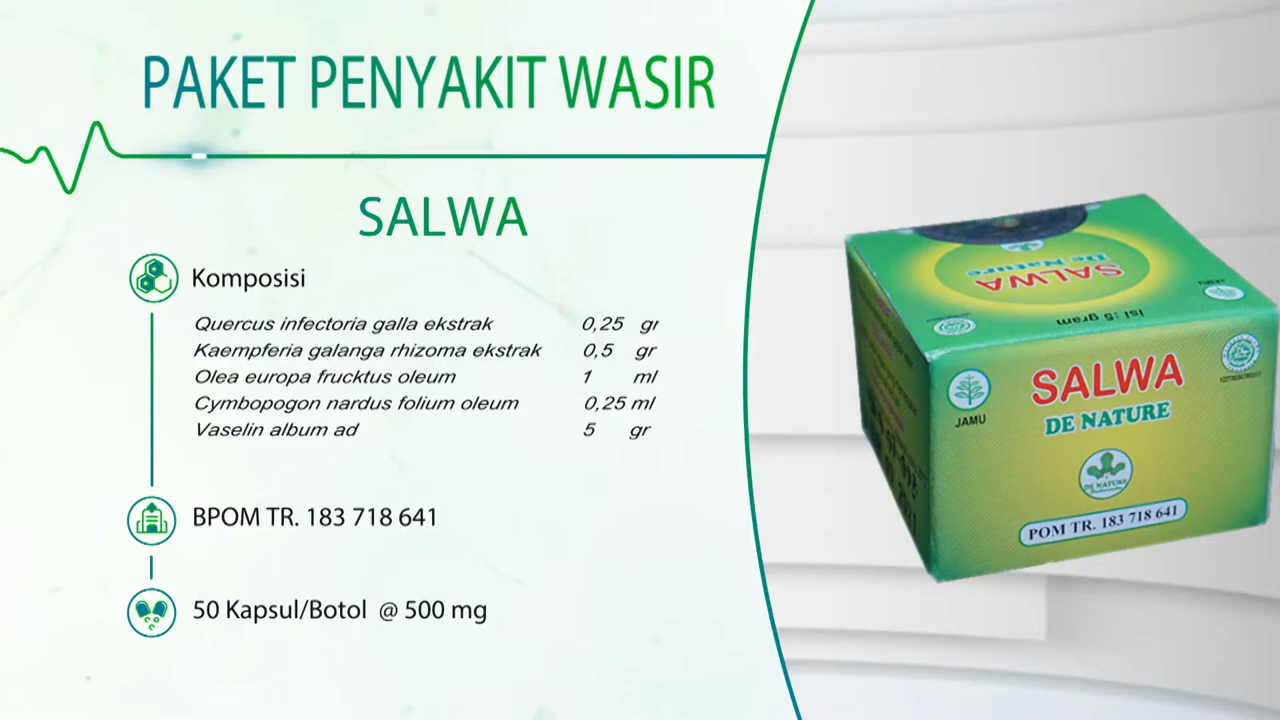 PAKET PENYAKIT WASIR
SALWA
Komposisi
Quercus infectoria galla ekstrak 0,25 gr
Kaempferia galanga rhizoma ekstrak 0,5 gr
Olea europa frucktus oleum 1 ml
Cymbopogon nardus folium oleum 0,25 ml
Vaselin album ad 5 gr
BPOM TR. 183 718 641
50 Kapsul/Botol @ 500 mg
SALWA
De Nature
JAMU
isi : 5 gram
SALWA
DE NATURE
JAMU
DE NATURE
POM TR. 183 718 641